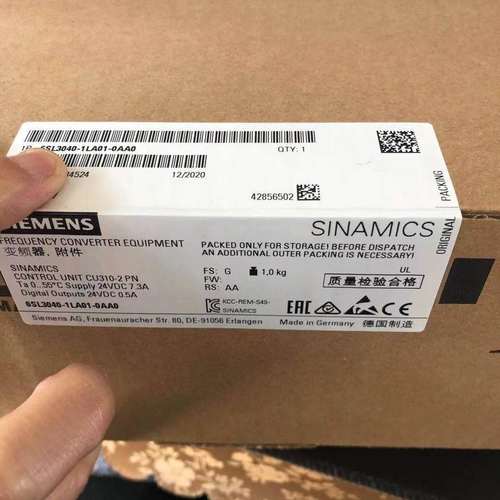 1P 6SL3040-1LA01-0AA0 QTY: 1
34524 12/2020
42856502
ORIGINAL PACKING
SIEMENS SINAMICS
FREQUENCY CONVERTER EQUIPMENT
变频器, 附件
PACKED ONLY FOR STORAGE! BEFORE DISPATCH
AN ADDITIONAL OUTER PACKING IS NECESSARY!
SINAMICS
CONTROL UNIT CU310-2 PN
Ta 0..55°C Supply 24VDC 7.3A
Digital Outputs 24VDC 0.5A
6SL3040-1LA01-0AA0
FS: G 1,0kg UL
FW:
RS: AA
质量检验合格
KCC-REM-S49-
SINAMICS
EAC CE
Siemens AG, Frauenauracher Str. 80, DE-91056 Erlangen Made in Germany 德国制造